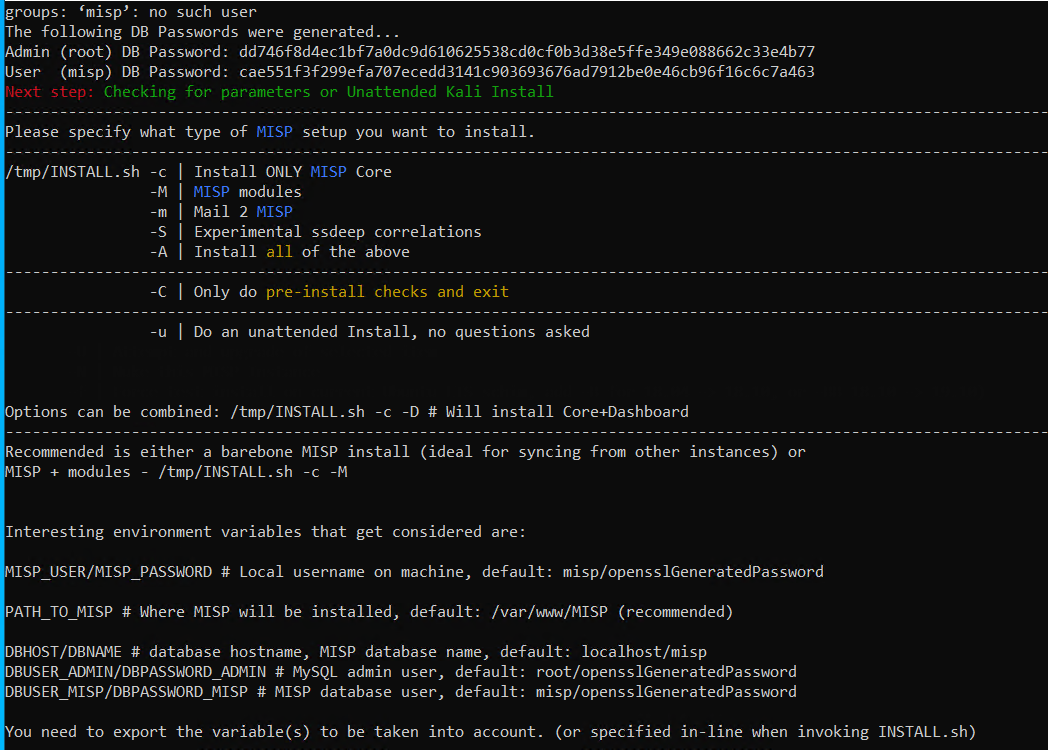 groups: ‘misp’: no such user
The following DB Passwords were generated...
Admin (root) DB Password: dd746f8d4ec1bf7a0dc9d610625538cd0cf0b3d38e5ffe349e088662c33e4b77
User  (misp) DB Password: cae551f3f299efa707ecedd3141c903693676ad7912be0e46cb96f16c6c7a463
Next step: Checking for parameters or Unattended Kali Install
--------------------------------------------------------------------------------------------------------------------
Please specify what type of MISP setup you want to install.
--------------------------------------------------------------------------------------------------------------------
/tmp/INSTALL.sh -c | Install ONLY MISP Core
                -M | MISP modules
                -m | Mail 2 MISP
                -S | Experimental ssdeep correlations
                -A | Install all of the above
--------------------------------------------------------------------------------------------------------------------
                -C | Only do pre-install checks and exit
--------------------------------------------------------------------------------------------------------------------
                -u | Do an unattended Install, no questions asked
Options can be combined: /tmp/INSTALL.sh -c -D # Will install Core+Dashboard
--------------------------------------------------------------------------------------------------------------------
Recommended is either a barebone MISP install (ideal for syncing from other instances) or
MISP + modules - /tmp/INSTALL.sh -c -M
Interesting environment variables that get considered are:
MISP_USER/MISP_PASSWORD # Local username on machine, default: misp/opensslGeneratedPassword
PATH_TO_MISP # Where MISP will be installed, default: /var/www/MISP (recommended)
DBHOST/DBNAME # database hostname, MISP database name, default: localhost/misp
DBUSER_ADMIN/DBPASSWORD_ADMIN # MySQL admin user, default: root/opensslGeneratedPassword
DBUSER_MISP/DBPASSWORD_MISP # MISP database user, default: misp/opensslGeneratedPassword
You need to export the variable(s) to be taken into account. (or specified in-line when invoking INSTALL.sh)